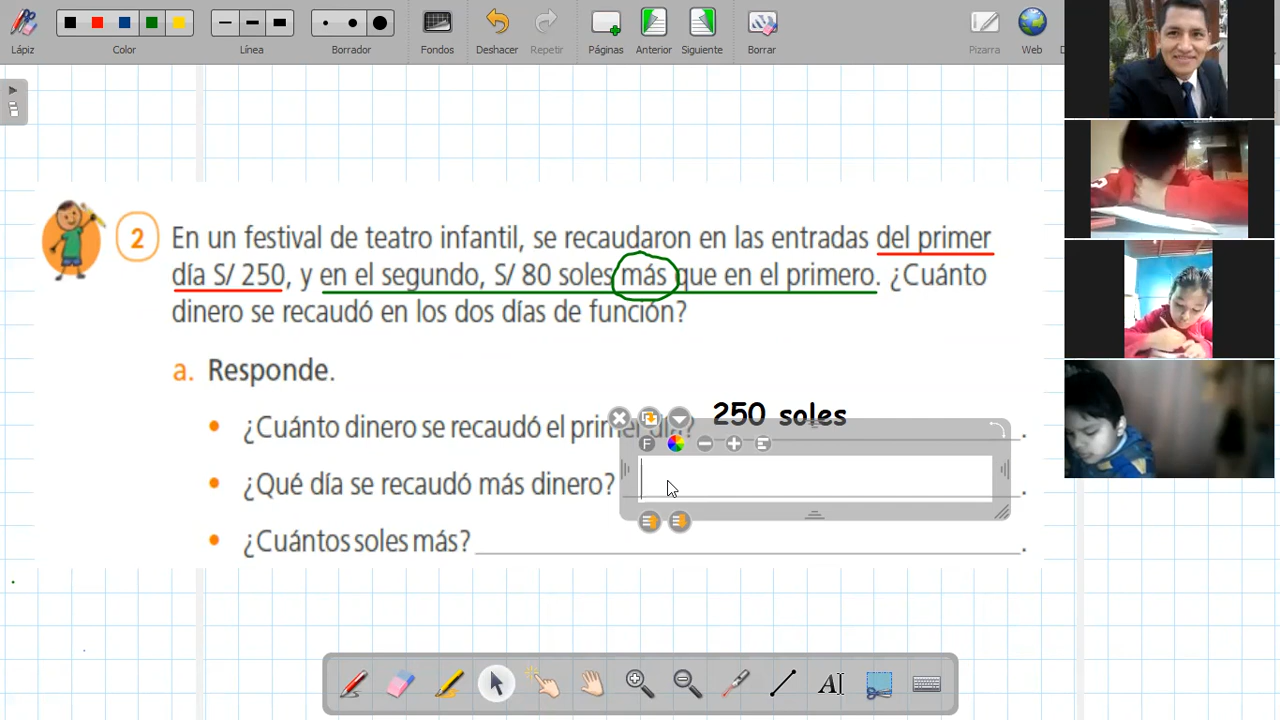 Lápiz Color Línea Borrador Fondos Deshacer Repetir Páginas Anterior Siguiente Borrar Pizarra Web
2 En un festival de teatro infantil, se recaudaron en las entradas del primer
día S/ 250, y en el segundo, S/ 80 soles más que en el primero. ¿Cuánto
dinero se recaudó en los dos días de función?
a. Responde.
• ¿Cuánto dinero se recaudó el primer día? 250 soles .
F
• ¿Qué día se recaudó más dinero? .
• ¿Cuántos soles más? .
AI